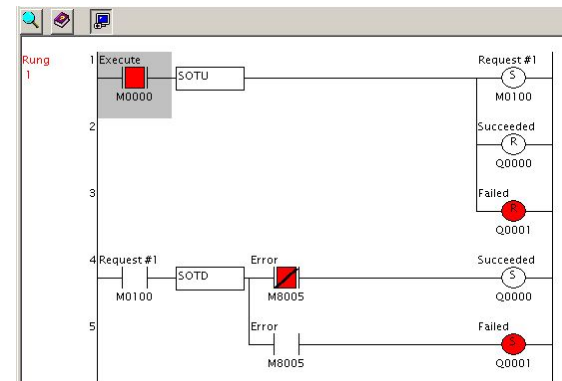 Rung 1 Execute Request #1
1 SOTU S
M0000 M0100
2 Succeeded
R
Q0000
3 Failed
R
Q0001
4 Request #1 Error Succeeded
SOTD S
M0100 M8005 Q0000
5 Error Failed
S
M8005 Q0001